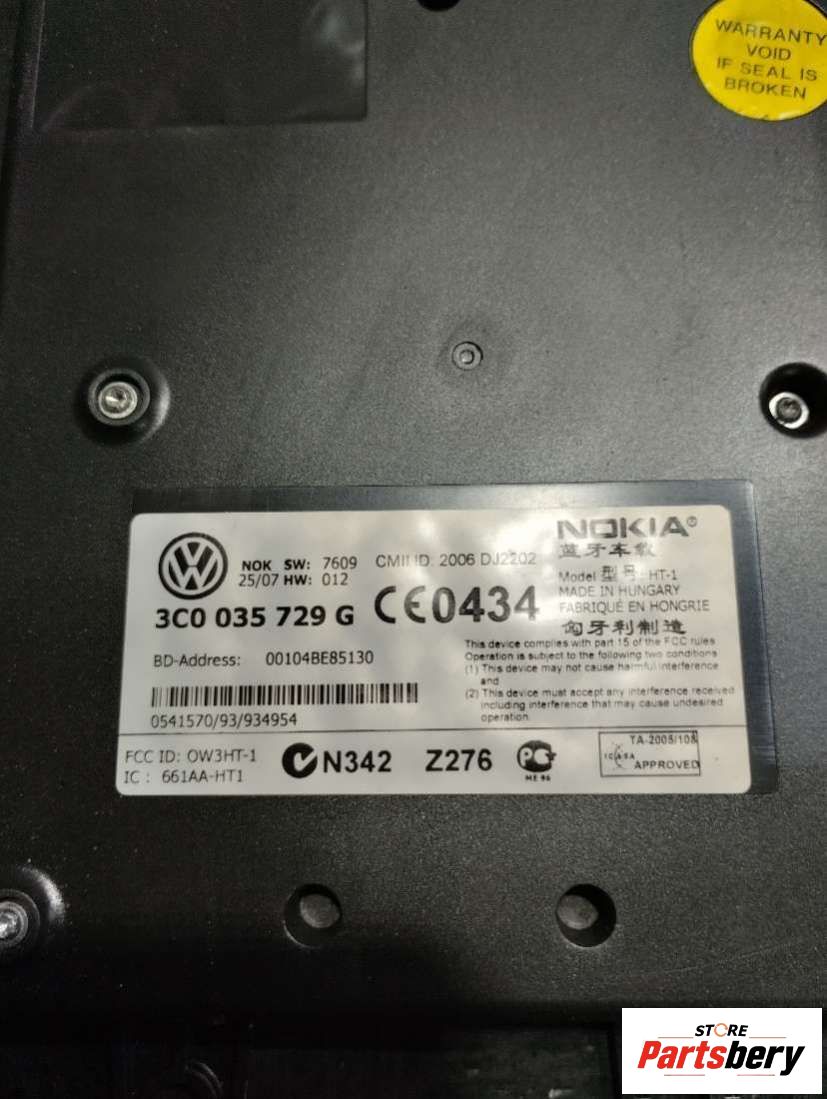 WARRANTY
VOID
IF SEAL IS
BROKEN
NOKIA®
蓝牙车载
NOK SW: 7609
25/07 HW: 012
CMII ID: 2006 DJ2202
Model 型号: HT-1
MADE IN HUNGARY
FABRIQUÉ EN HONGRIE
匈牙利制造
3C0 035 729 G
CE0434
This device complies with part 15 of the FCC rules
Operation is subject to the following two conditions
(1) This device may not cause harmful interference
and
(2) This device must accept any interference received
including interference that may cause undesired
operation.
BD-Address: 00104BE85130
0541570/93/934954
FCC ID: OW3HT-1
IC : 661AA-HT1
N342
Z276
ME 96
TA-2005/108
ICASA
APPROVED
STORE
Partsbery